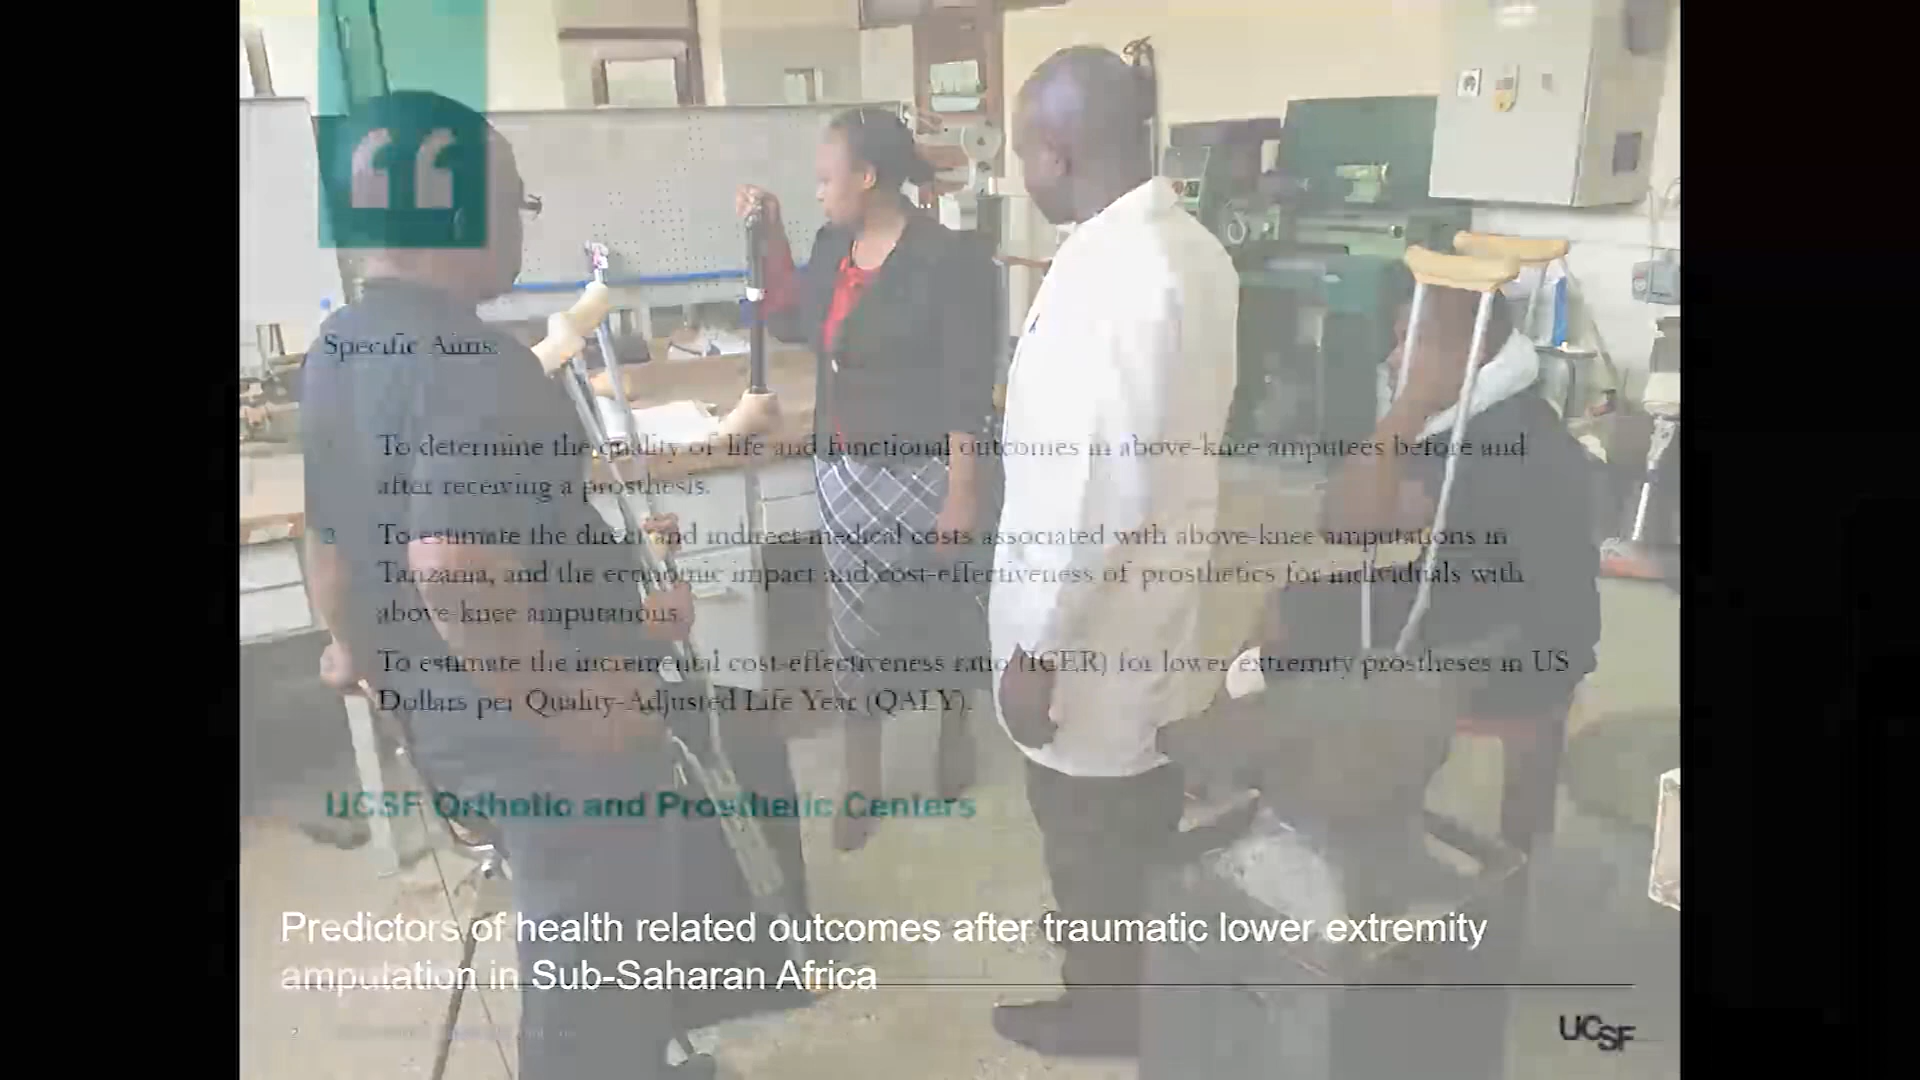 Specific Aims:
To determine the quality of life and functional outcomes in above-knee amputees before and
after receiving a prosthesis.
2 To estimate the direct and indirect medical costs associated with above-knee amputations in
Tanzania, and the economic impact and cost-effectiveness of prosthetics for individuals with
above-knee amputations.
To estimate the incremental cost-effectiveness ratio (ICER) for lower extremity prostheses in US
Dollars per Quality-Adjusted Life Year (QALY).
UCSF Orthotic and Prosthetic Centers
Predictors of health related outcomes after traumatic lower extremity
amputation in Sub-Saharan Africa
UCSF